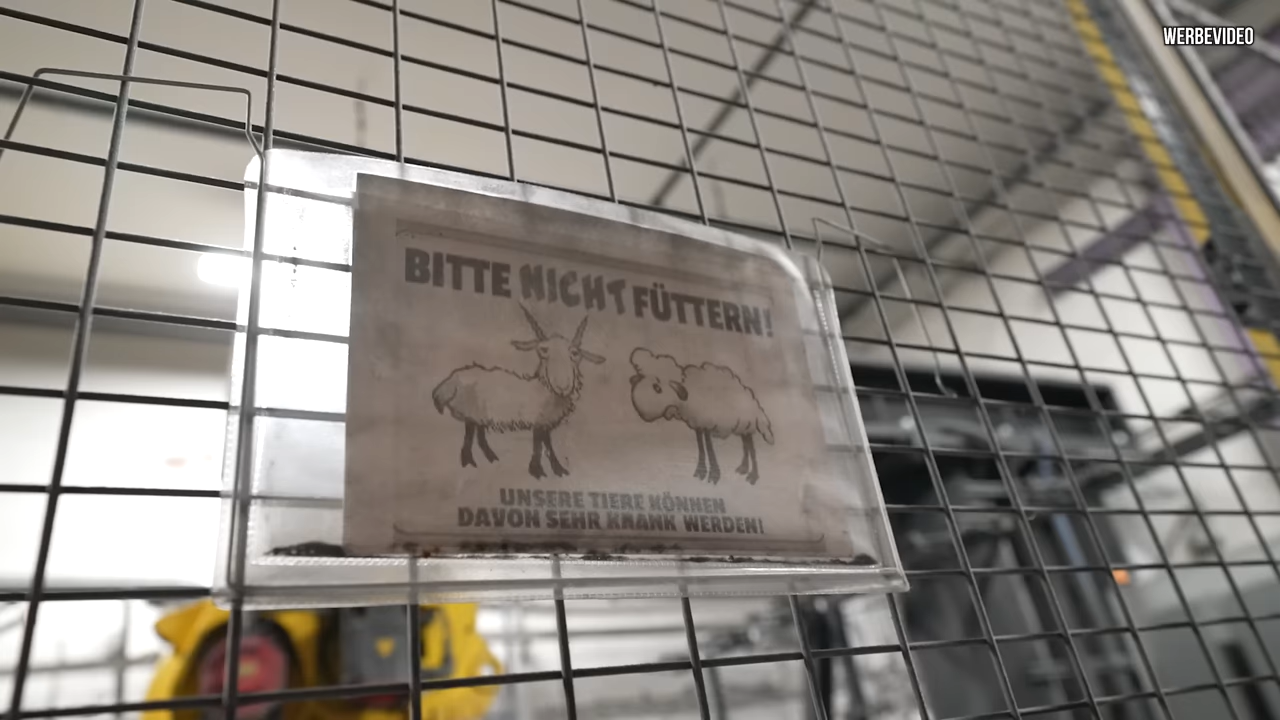 WERBEVIDEO
BITTE NICHT FÜTTERN!
UNSERE TIERE KÖNNEN
DAVON SEHR KRANK WERDEN!